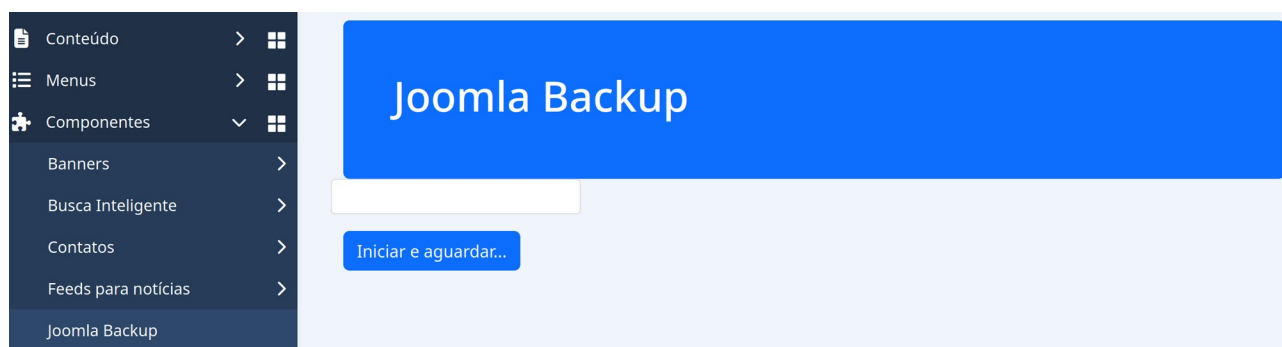 Conteúdo
Menus
Componentes
Banners
Busca Inteligente
Contatos
Feeds para notícias
Joomla Backup
Joomla Backup
Iniciar e aguardar...